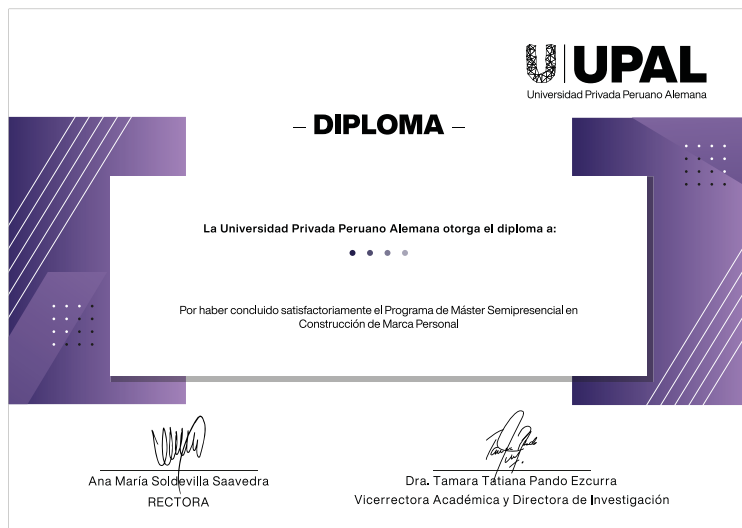 UPAL
Universidad Privada Peruano Alemana
– DIPLOMA –
La Universidad Privada Peruano Alemana otorga el diploma a:
Por haber concluido satisfactoriamente el Programa de Máster Semipresencial en
Construcción de Marca Personal
Ana María Soldevilla Saavedra
RECTORA
Dra. Tamara Tatiana Pando Ezcurra
Vicerrectora Académica y Directora de Investigación